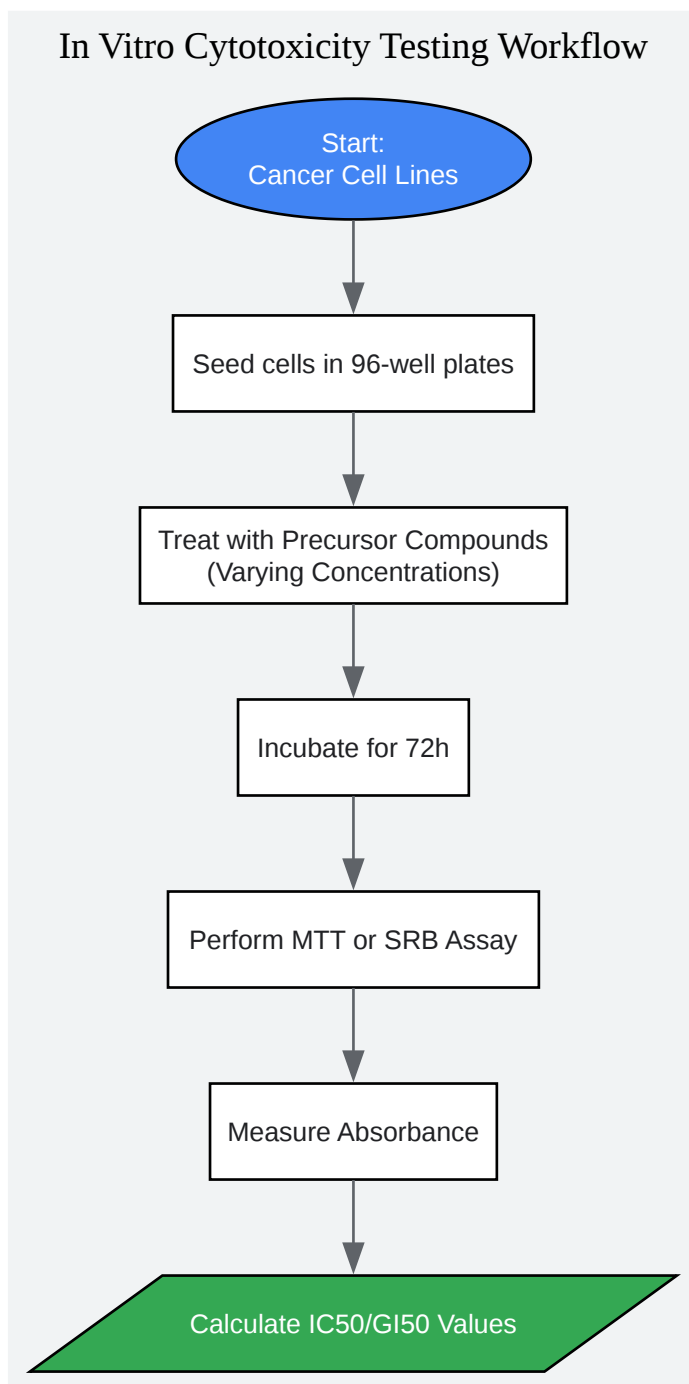 In Vitro Cytotoxicity Testing Workflow
Start:
Cancer Cell Lines
Seed cells in 96-well plates
Treat with Precursor Compounds
(Varying Concentrations)
Incubate for 72h
Perform MTT or SRB Assay
Measure Absorbance
Calculate IC50/GI50 Values